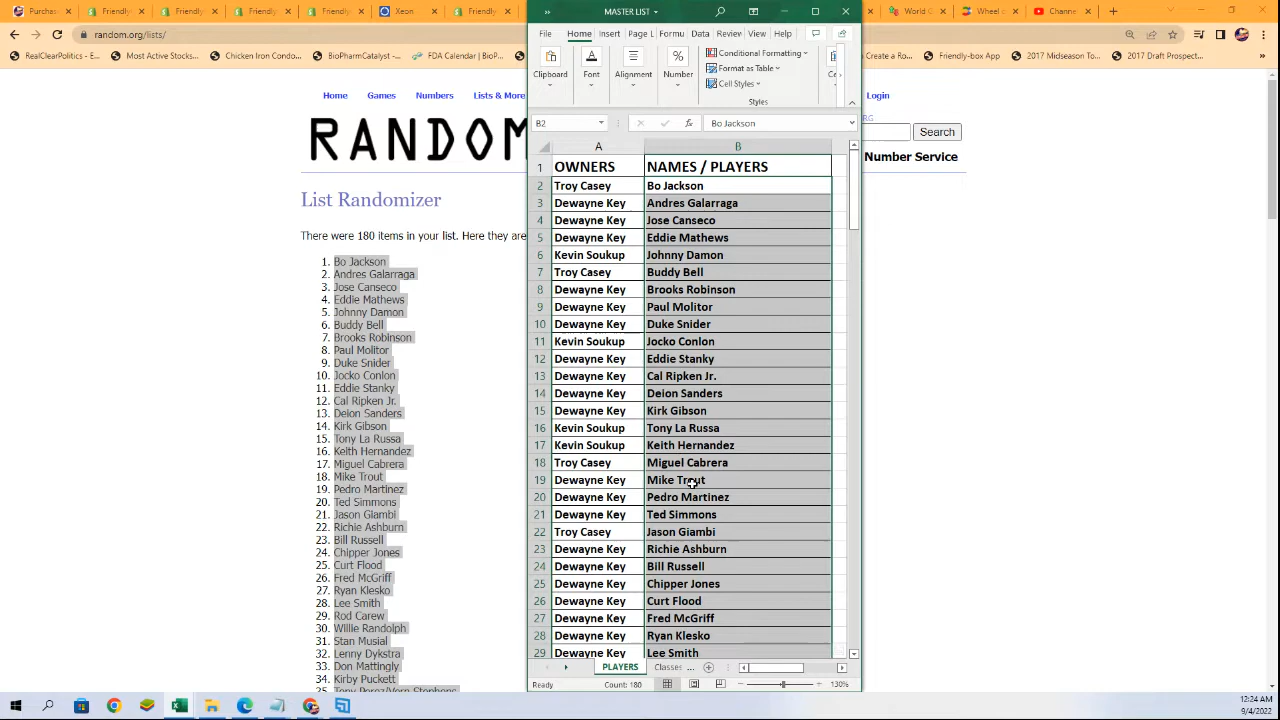 Purchas
Friendly
Friendly
Friendly
Friendly
Xeon
Friendly
Friendly
World G
Wheel
Channe
random.org/lists/
RealClearPolitics / E
Most Active Stocks...
Chicken Iron Condo...
BioPharmCatalyst -...
FDA Calendar | BioP
Create a Ro...
Friendly-box App
2017 Midseason To...
2017 Draft Prospect...
MASTER LIST
File Home Insert Page L Formu Data Review View Help
Clipboard Font Alignment Number
Conditional Formatting
Format as Table
Cell Styles
Styles
B2 fx Bo Jackson
Home Games Numbers Lists & More
Login
RANDOM
Search
Number Service
List Randomizer
There were 180 items in your list. Here they are
1. Bo Jackson
2. Andres Galarraga
3. Jose Canseco
4. Eddie Mathews
5. Johnny Damon
6. Buddy Bell
7. Brooks Robinson
8. Paul Molitor
9. Duke Snider
10. Jocko Conlon
11. Eddie Stanky
12. Cal Ripken Jr.
13. Deion Sanders
14. Kirk Gibson
15. Tony La Russa
16. Keith Hernandez
17. Miguel Cabrera
18. Mike Trout
19. Pedro Martinez
20. Ted Simmons
21. Jason Giambi
22. Richie Ashburn
23. Bill Russell
24. Chipper Jones
25. Curt Flood
26. Fred McGriff
27. Ryan Klesko
28. Lee Smith
29. Rod Carew
30. Willie Randolph
31. Stan Musial
32. Lenny Dykstra
33. Don Mattingly
34. Kirby Puckett
35. Tony Perez/Vern Stephens
A B
1 OWNERS NAMES / PLAYERS
2 Troy Casey Bo Jackson
3 Dewayne Key Andres Galarraga
4 Dewayne Key Jose Canseco
5 Dewayne Key Eddie Mathews
6 Kevin Soukup Johnny Damon
7 Troy Casey Buddy Bell
8 Dewayne Key Brooks Robinson
9 Dewayne Key Paul Molitor
10 Dewayne Key Duke Snider
11 Kevin Soukup Jocko Conlon
12 Dewayne Key Eddie Stanky
13 Dewayne Key Cal Ripken Jr.
14 Dewayne Key Deion Sanders
15 Dewayne Key Kirk Gibson
16 Kevin Soukup Tony La Russa
17 Kevin Soukup Keith Hernandez
18 Troy Casey Miguel Cabrera
19 Dewayne Key Mike Trout
20 Dewayne Key Pedro Martinez
21 Dewayne Key Ted Simmons
22 Troy Casey Jason Giambi
23 Dewayne Key Richie Ashburn
24 Dewayne Key Bill Russell
25 Dewayne Key Chipper Jones
26 Dewayne Key Curt Flood
27 Dewayne Key Fred McGriff
28 Dewayne Key Ryan Klesko
29 Dewayne Key Lee Smith
PLAYERS Classes ...
Ready Count: 180 130%
12:24 AM
9/4/2022